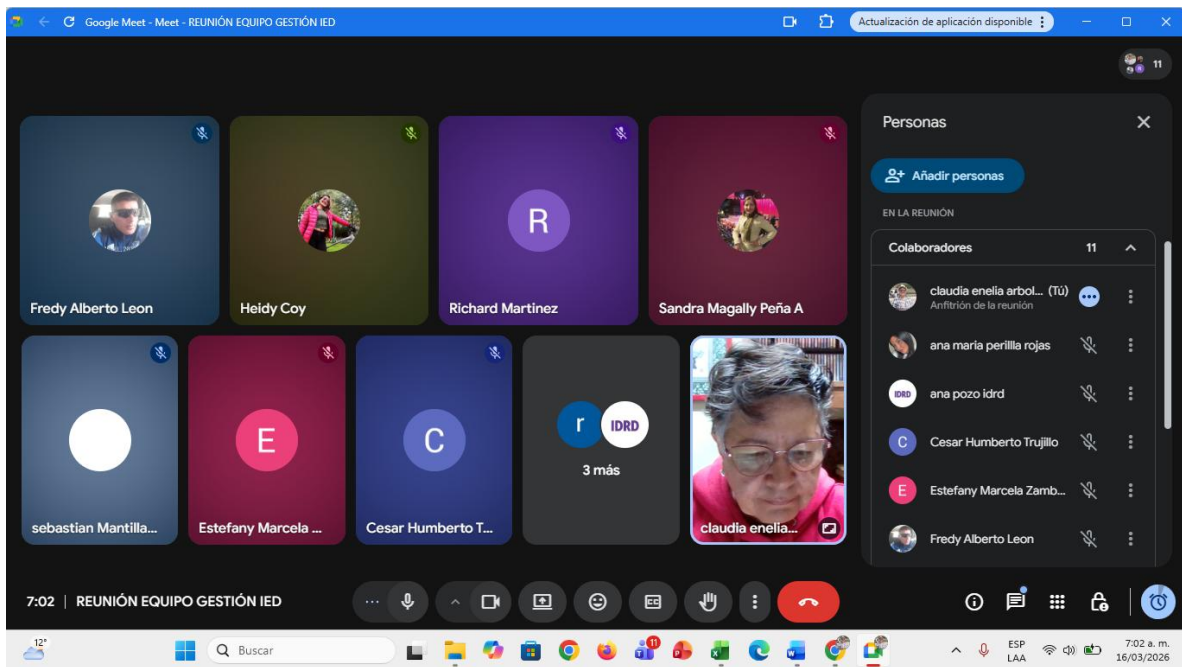 Google Meet - Meet - REUNIÓN EQUIPO GESTIÓN IED
Actualización de aplicación disponible
11
Fredy Alberto Leon
Heidy Coy
R
Richard Martinez
Sandra Magally Peña A
sebastian Mantilla...
E
Estefany Marcela ...
C
Cesar Humberto T...
r IDRD
3 más
claudia enelia...
Personas
Añadir personas
EN LA REUNIÓN
Colaboradores 11
claudia enelia arbol... (Tú)
Anfitrión de la reunión
ana maria perillla rojas
IDRD ana pozo idrd
C Cesar Humberto Trujillo
E Estefany Marcela Zamb...
Fredy Alberto Leon
7:02 | REUNIÓN EQUIPO GESTIÓN IED
12°
Buscar
ESP
LAA
7:02 a. m.
16/03/2026